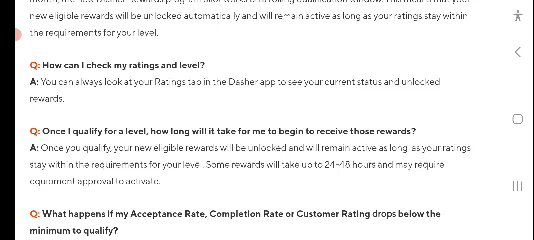 new eligible rewards will be unlocked automatically and will remain active as long as your ratings stay within
the requirements for your level.
Q: How can I check my ratings and level?
A: You can always look at your Ratings tab in the Dasher app to see your current status and unlocked
rewards.
Q: Once I qualify for a level, how long will it take for me to begin to receive those rewards?
A: Once you qualify, your new eligible rewards will be unlocked and will remain active as long as your ratings
stay within the requirements for your level. Some rewards will take up to 24-48 hours and may require
equipment approval to activate.
Q: What happens if my Acceptance Rate, Completion Rate or Customer Rating drops below the
minimum to qualify?